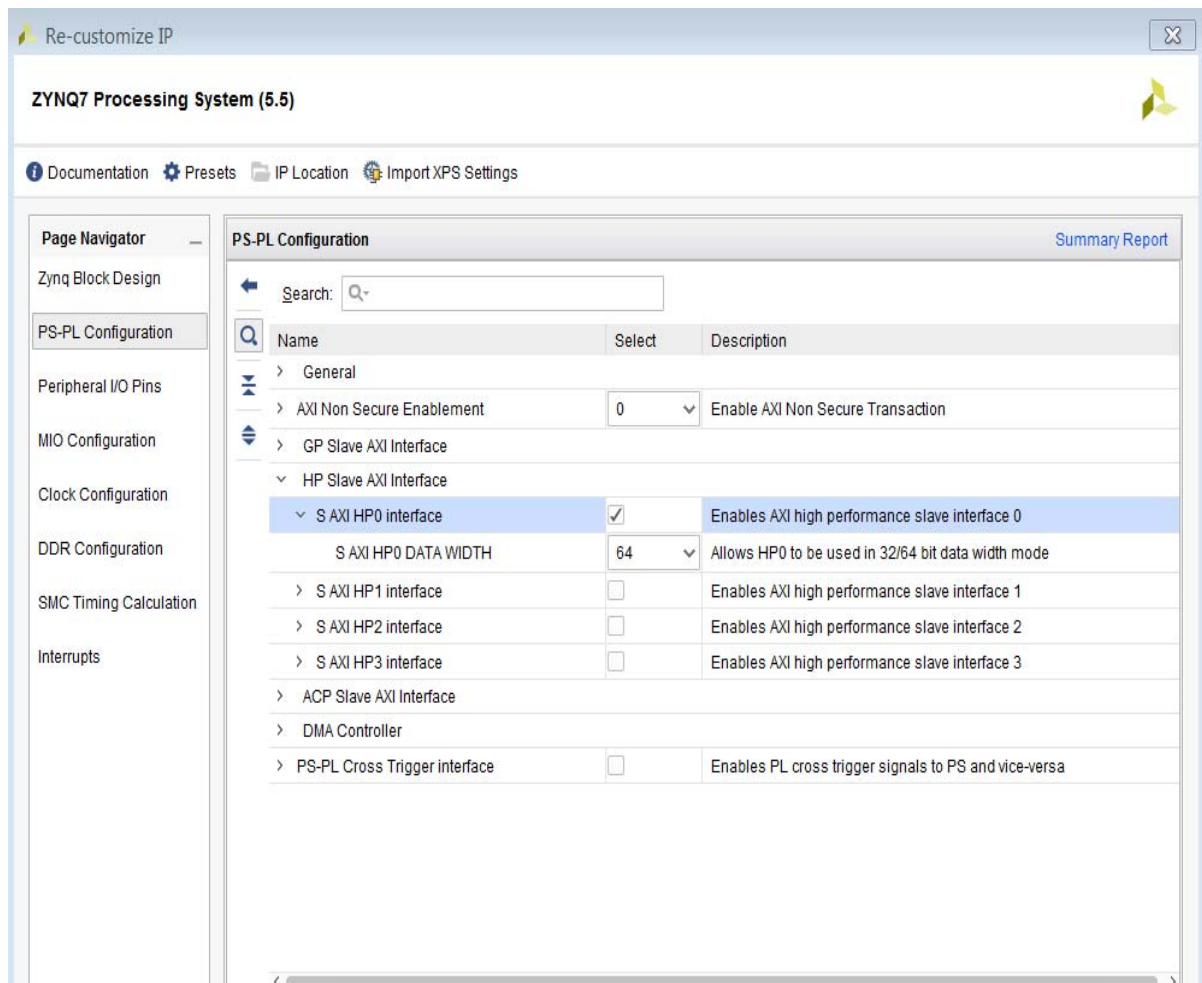 Re-customize IP
ZYNQ7 Processing System (5.5)
Documentation Presets IP Location Import XPS Settings
Page Navigator
Zynq Block Design
PS-PL Configuration
Peripheral I/O Pins
MIO Configuration
Clock Configuration
DDR Configuration
SMC Timing Calculation
Interrupts
PS-PL Configuration Summary Report
Search:
Name Select Description
General
AXI Non Secure Enablement 0 Enable AXI Non Secure Transaction
GP Slave AXI Interface
HP Slave AXI Interface
S AXI HP0 interface Enables AXI high performance slave interface 0
S AXI HP0 DATA WIDTH 64 Allows HP0 to be used in 32/64 bit data width mode
S AXI HP1 interface Enables AXI high performance slave interface 1
S AXI HP2 interface Enables AXI high performance slave interface 2
S AXI HP3 interface Enables AXI high performance slave interface 3
ACP Slave AXI Interface
DMA Controller
PS-PL Cross Trigger interface Enables PL cross trigger signals to PS and vice-versa